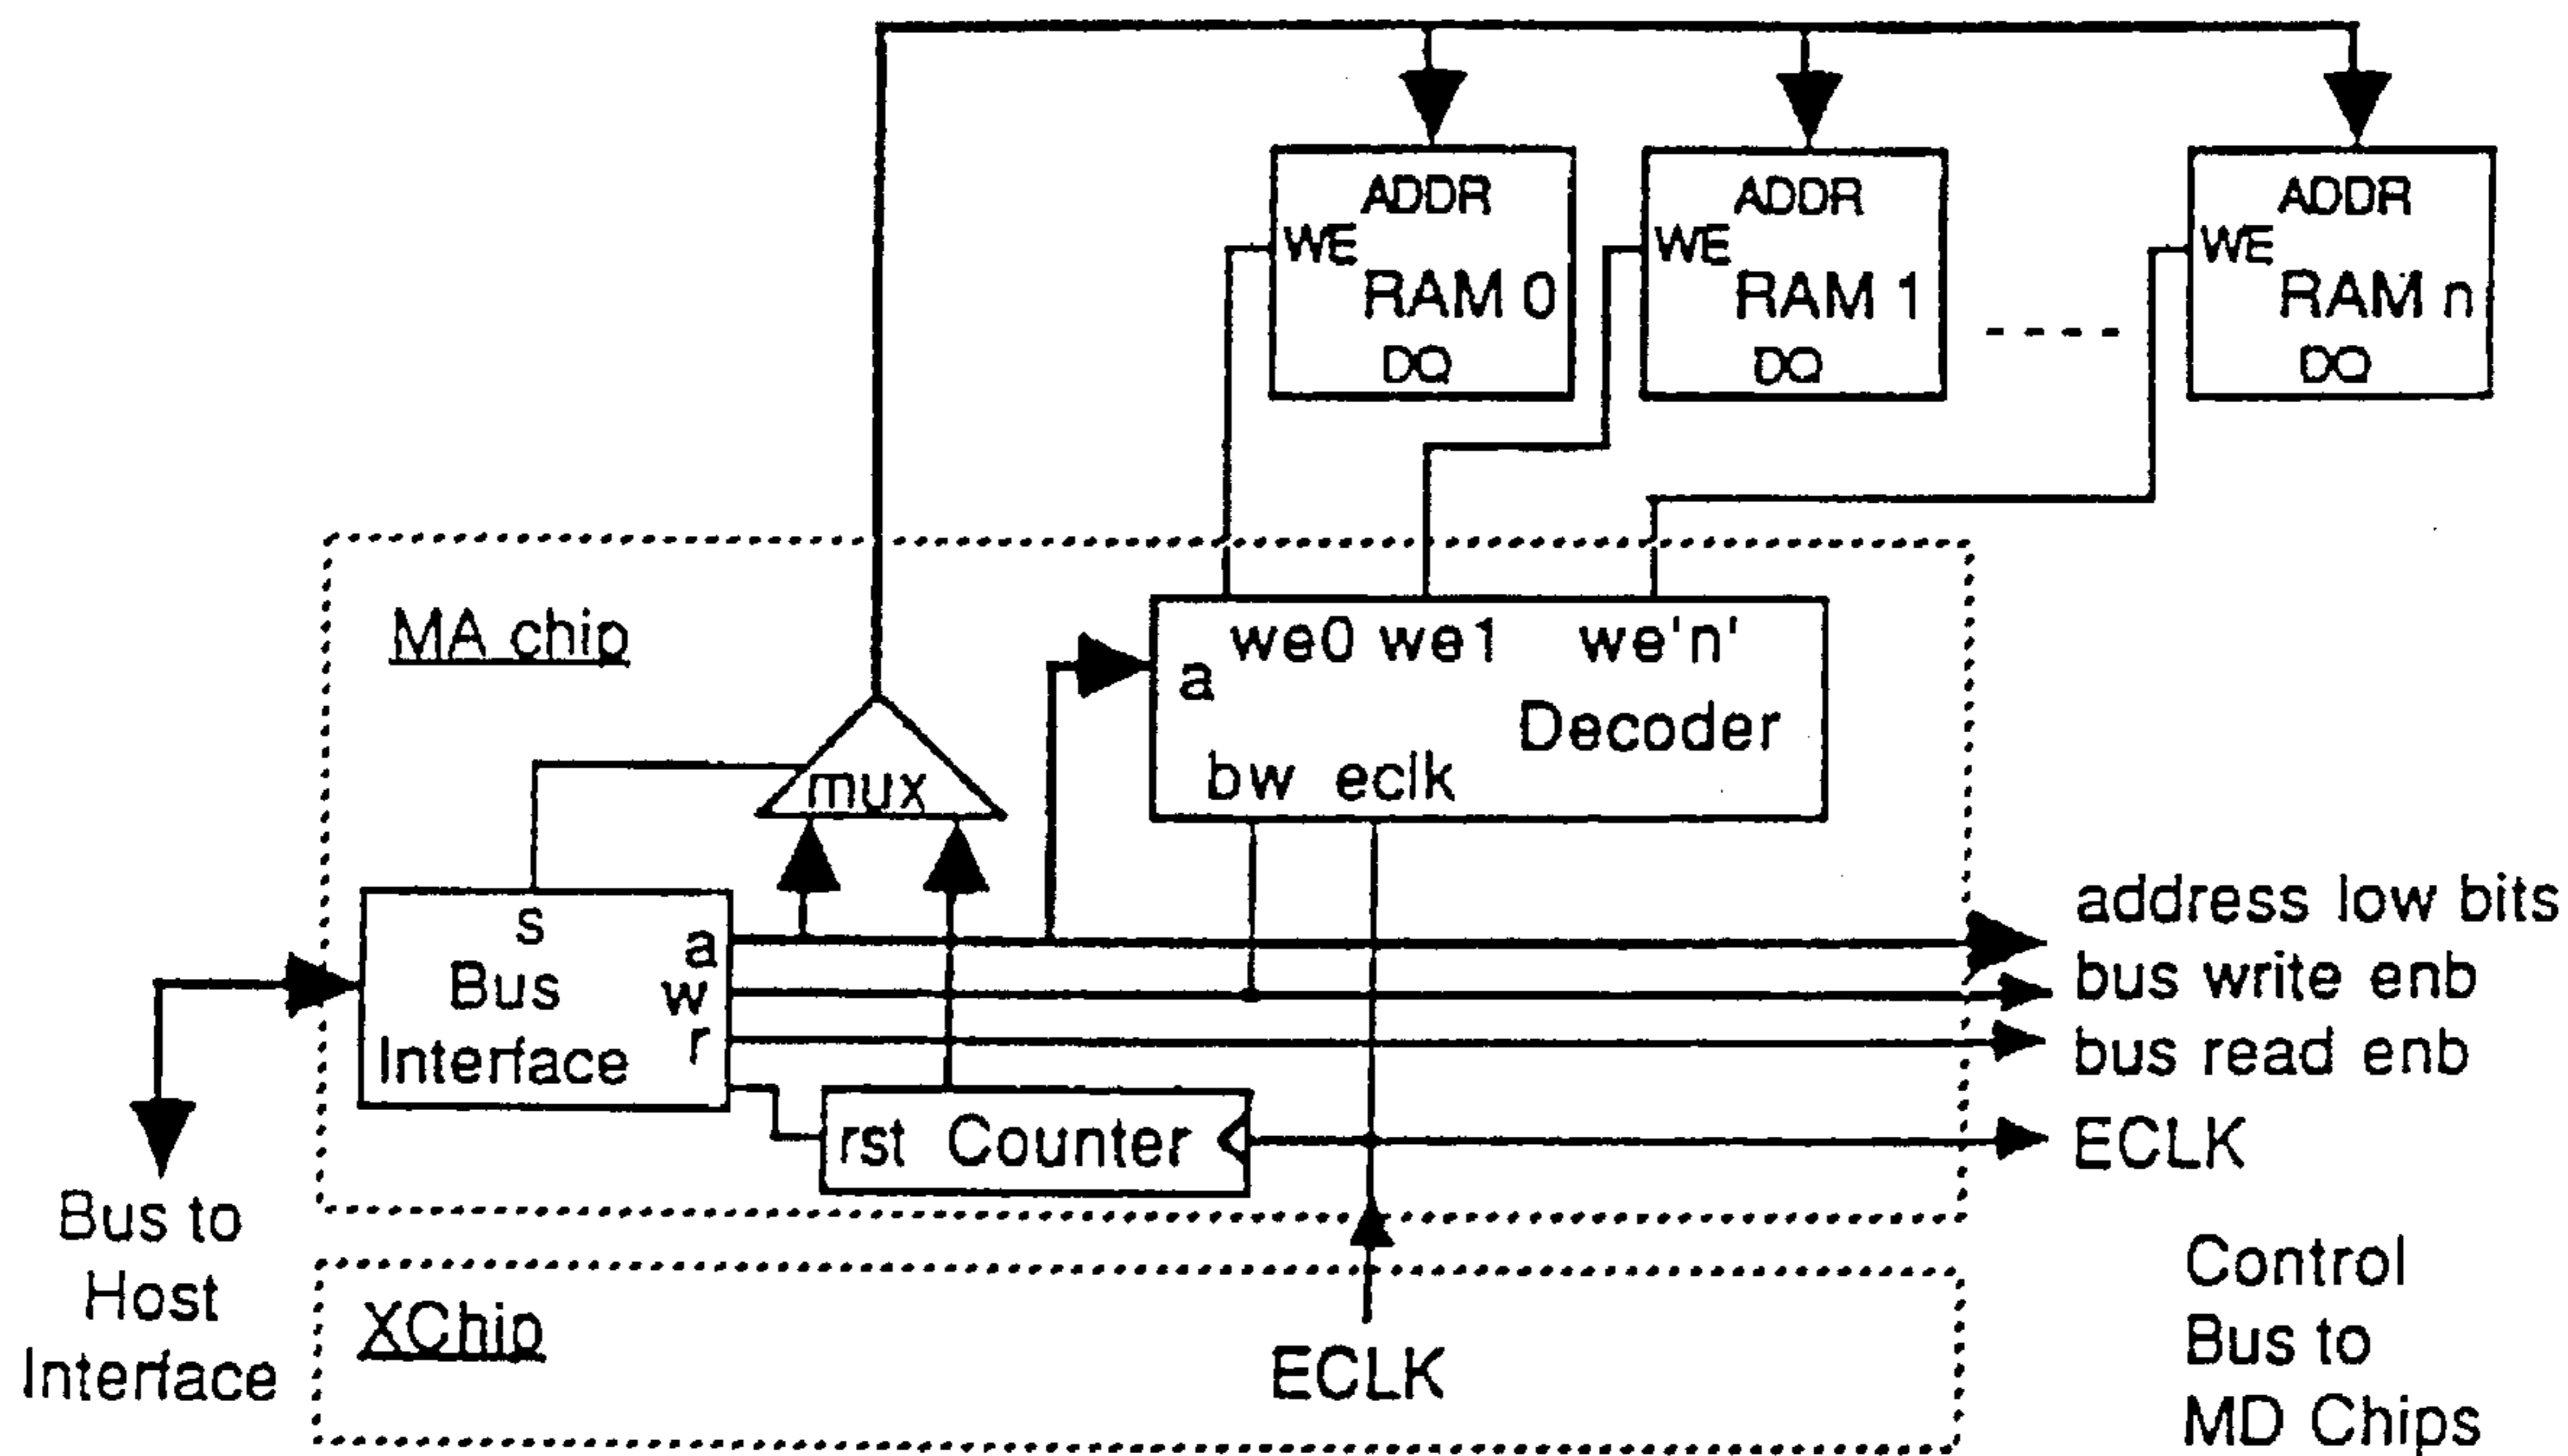 ADDR
WE
RAM 0
DQ
ADDR
WE
RAM 1
DQ
ADDR
WE
RAM n
DQ
MA chip
we0 we1 we'n'
a
Decoder
bw eclk
mux
s
a
Bus
w
Interface
r
rst Counter
address low bits
bus write enb
bus read enb
ECLK
Bus to
Host
Interface
XChip
ECLK
Control
Bus to
MD Chips